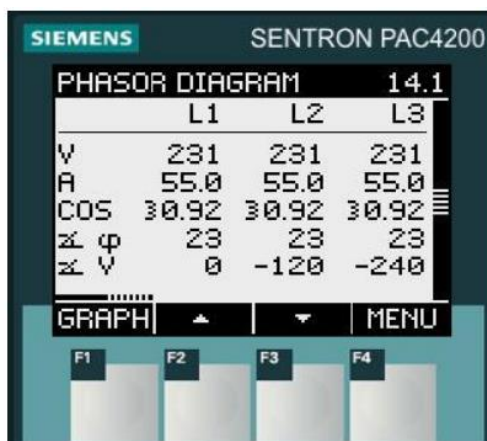 SIEMENS SENTRON PAC4200
PHASOR DIAGRAM 14.1
L1 L2 L3
V 231 231 231
A 55.0 55.0 55.0
COS 30.92 30.92 30.92
∡ φ 23 23 23
∡ V 0 -120 -240
GRAPH ▲ ▼ MENU
F1 F2 F3 F4